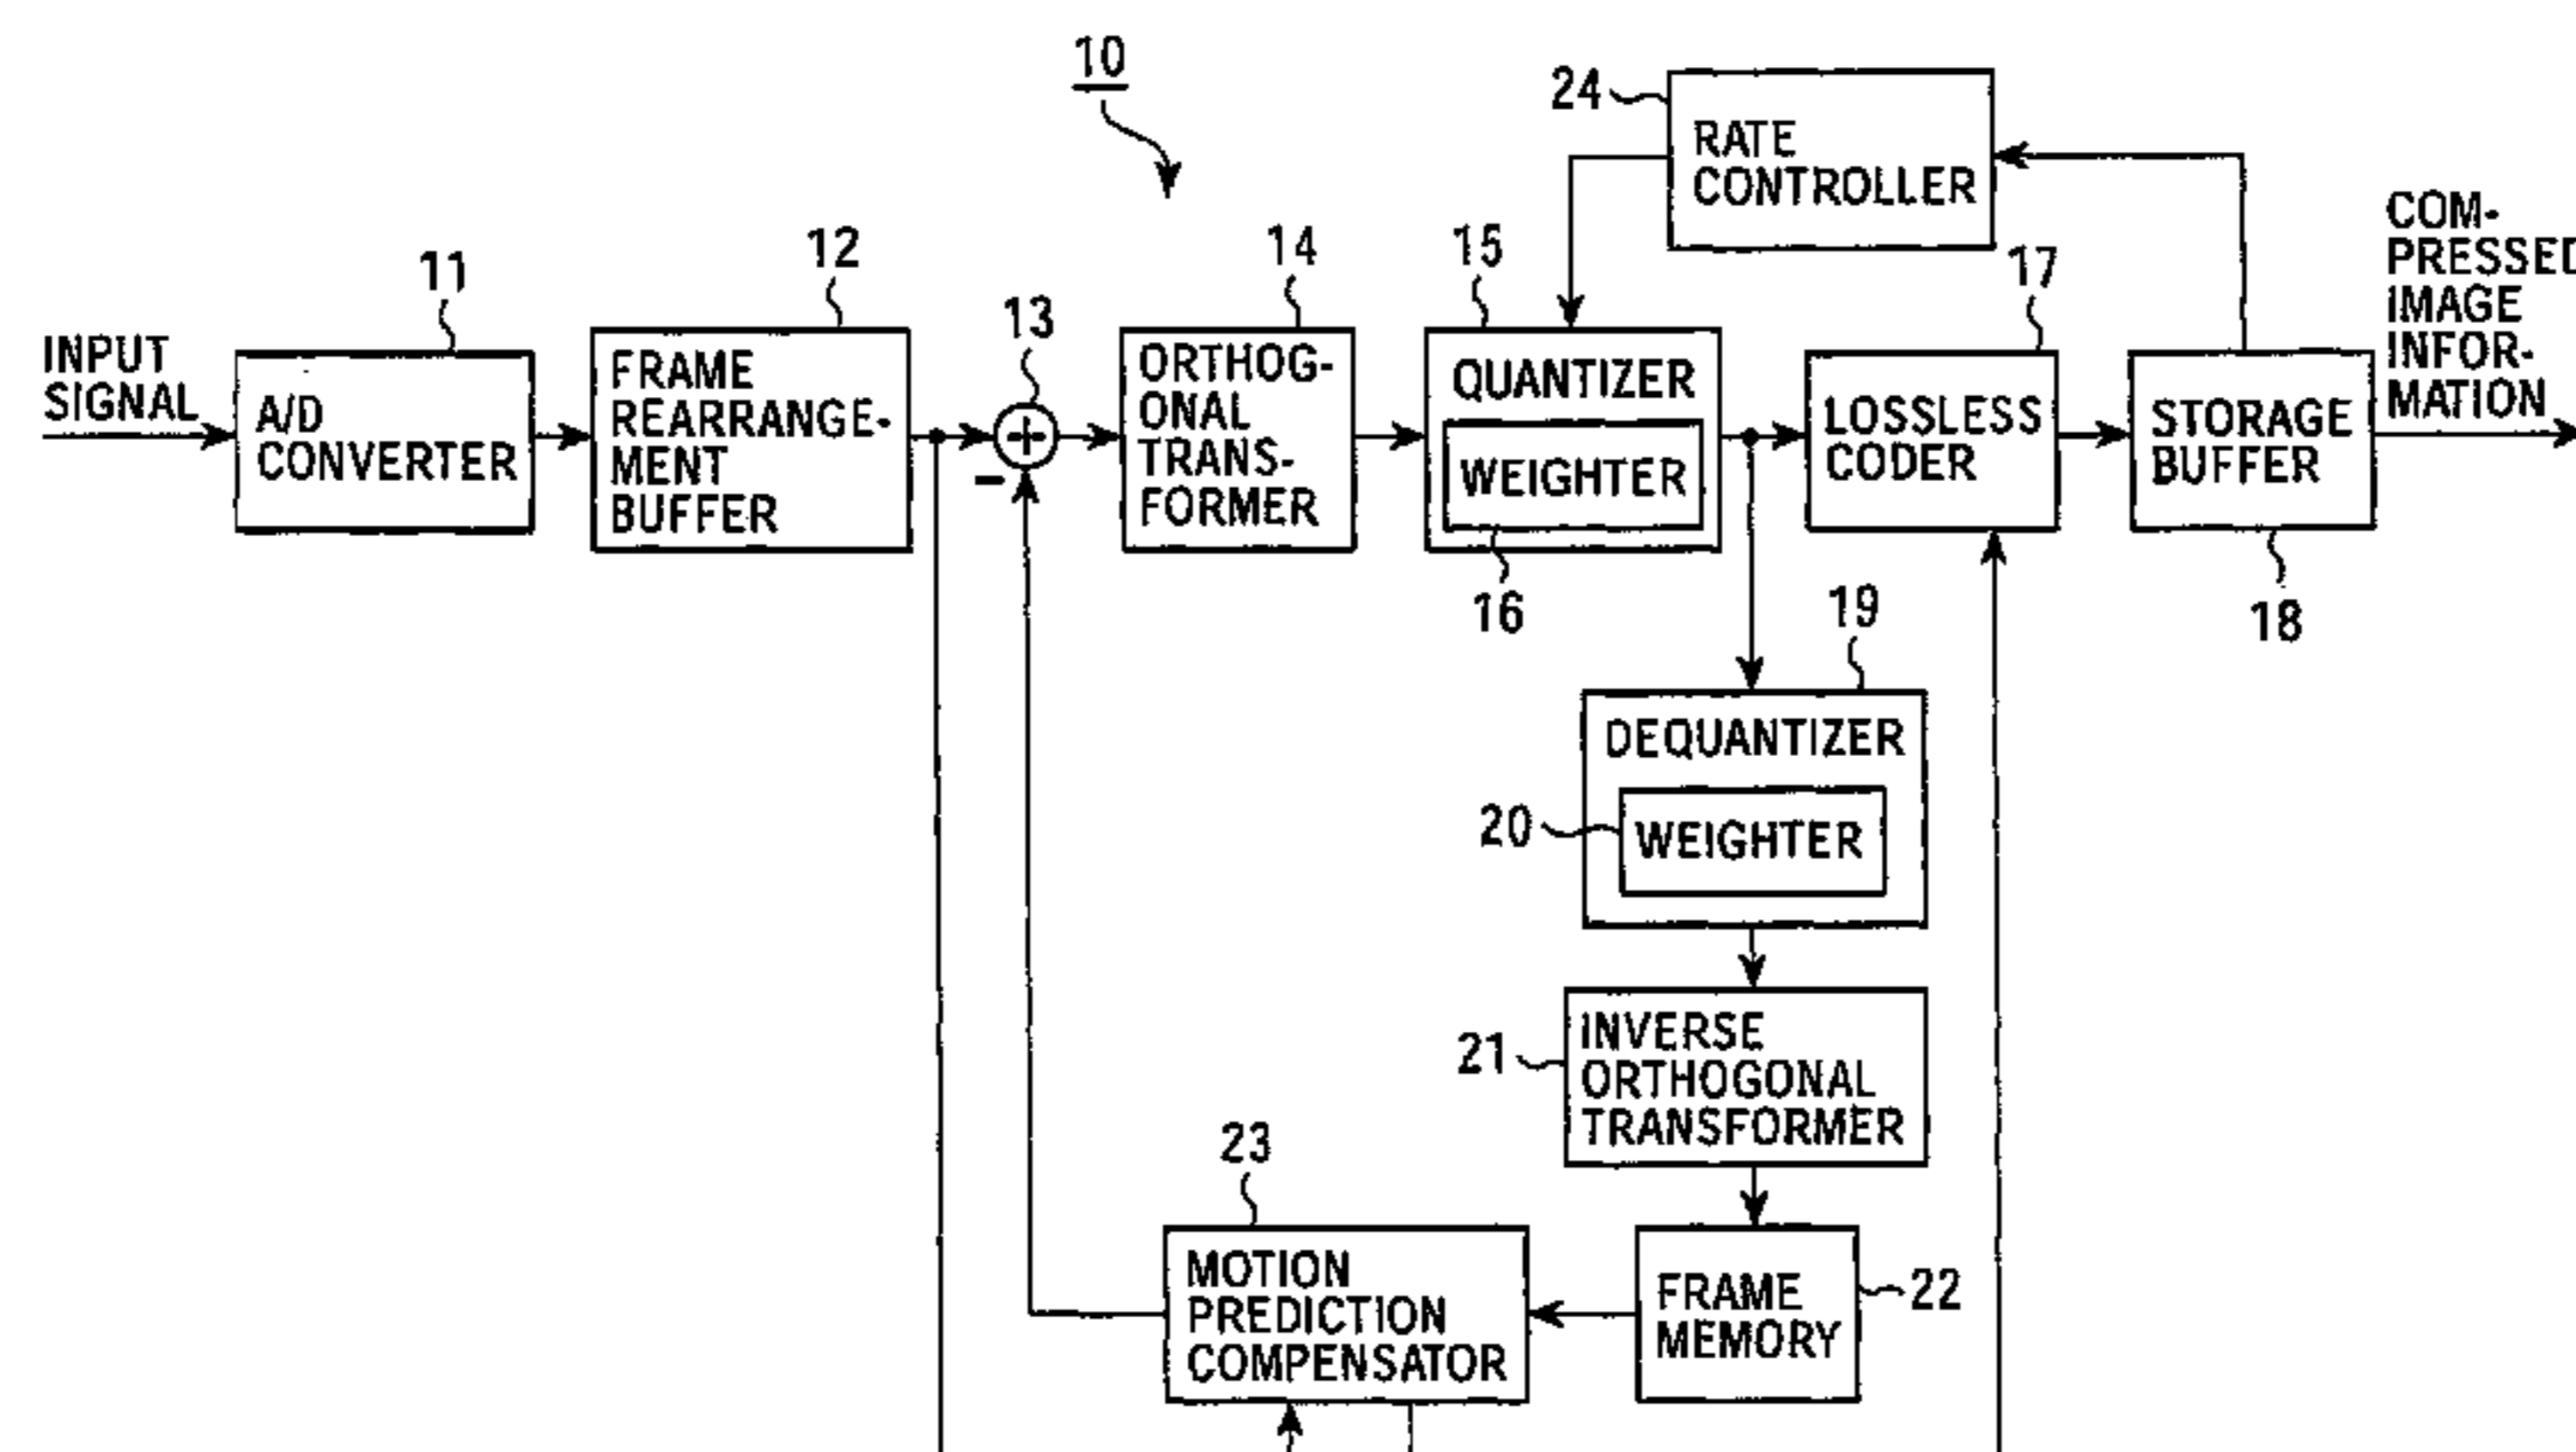 10
24
RATE
CONTROLLER
COM-
PRESSED
IMAGE
INFOR-
MATION
11
12
13
14
15
17
INPUT
SIGNAL
A/D
CONVERTER
FRAME
REARRANGE-
MENT
BUFFER
+
-
ORTHOG-
ONAL
TRANS-
FORMER
QUANTIZER
WEIGHTER
16
LOSSLESS
CODER
STORAGE
BUFFER
18
19
DEQUANTIZER
20
WEIGHTER
21
INVERSE
ORTHOGONAL
TRANSFORMER
23
MOTION
PREDICTION
COMPENSATOR
FRAME
MEMORY
22